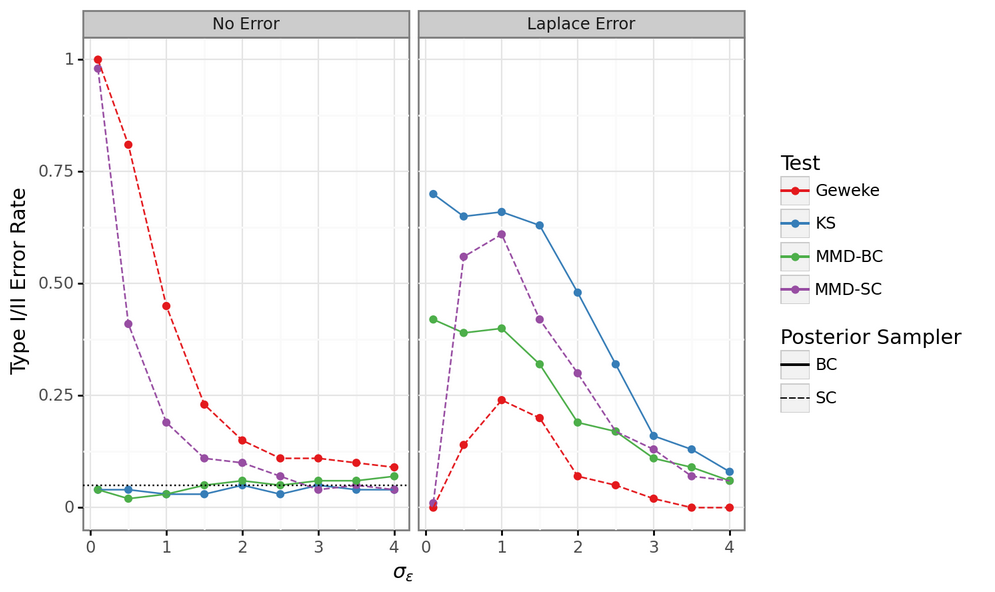 No Error
Laplace Error
1
0.75
0.50
0.25
0
Type I/II Error Rate
0 1 2 3 4
0 1 2 3 4
σε
Test
Geweke
KS
MMD-BC
MMD-SC
Posterior Sampler
BC
SC